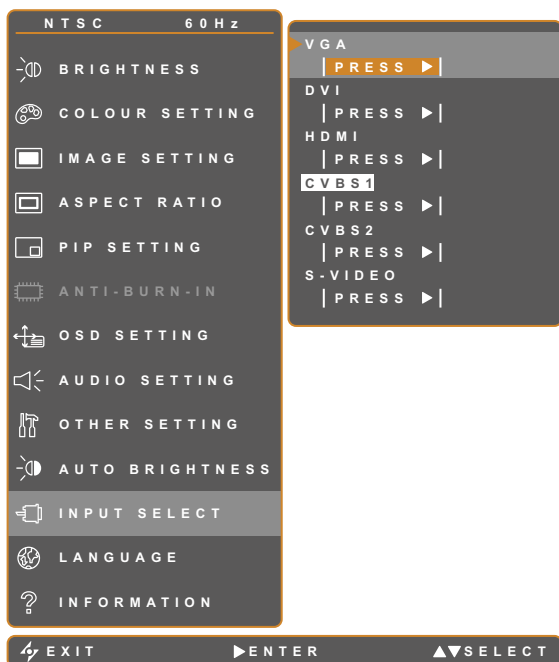 NTSC 60Hz
BRIGHTNESS
COLOUR SETTING
IMAGE SETTING
ASPECT RATIO
PIP SETTING
ANTI-BURN-IN
OSD SETTING
AUDIO SETTING
OTHER SETTING
AUTO BRIGHTNESS
INPUT SELECT
LANGUAGE
INFORMATION
VGA
PRESS
DVI
PRESS
HDMI
PRESS
CVBS1
PRESS
CVBS2
PRESS
S-VIDEO
PRESS
EXIT ENTER SELECT